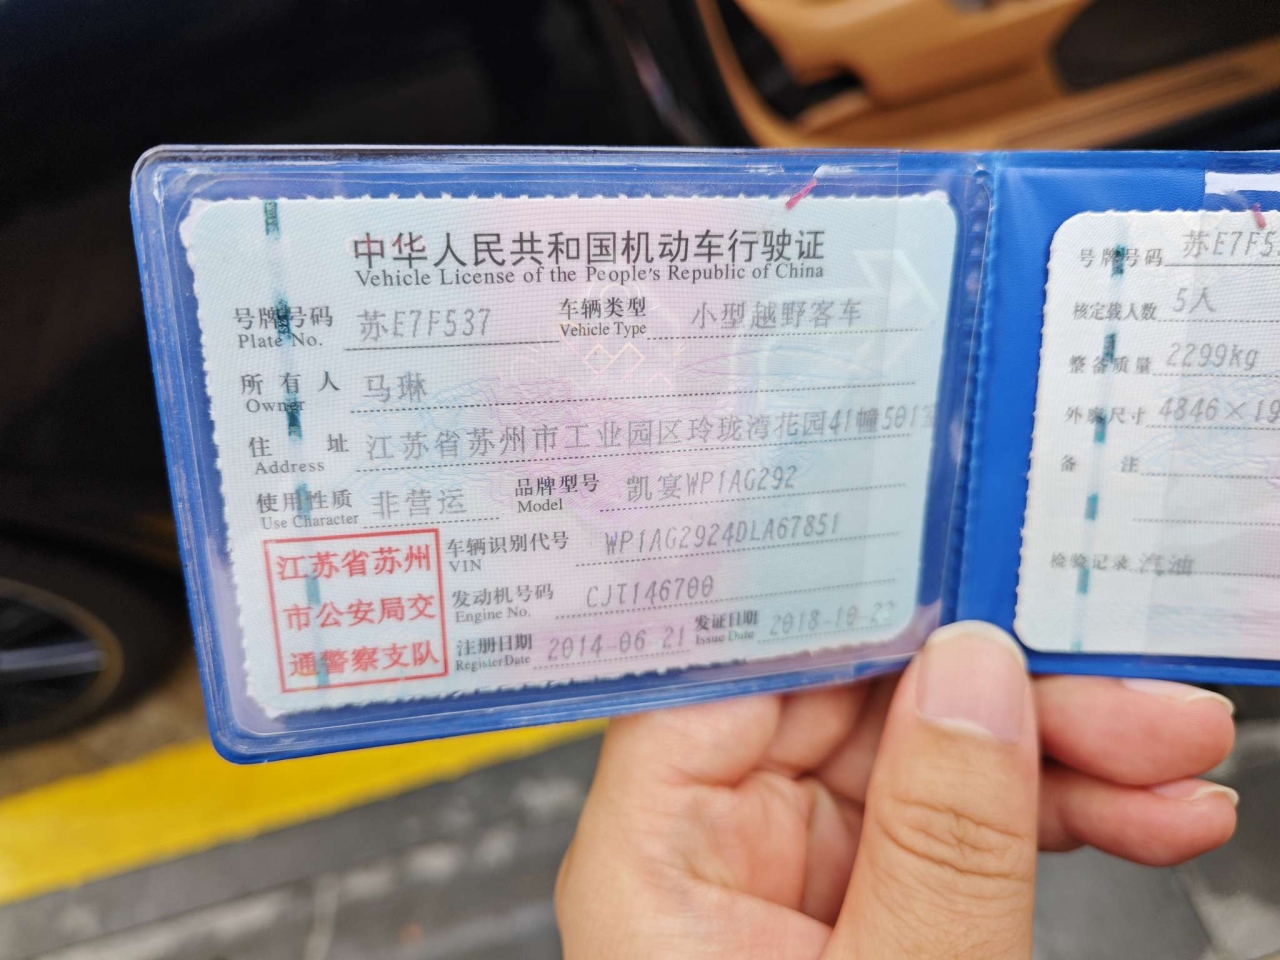 中华人民共和国机动车行驶证
Vehicle License of the People's Republic of China
号牌号码 苏E7F537 车辆类型 小型越野客车
Plate No. Vehicle Type
所有人 马琳
Owner
住址 江苏省苏州市工业园区玲珑湾花园41幢501室
Address
使用性质 非营运 品牌型号 凯宴WP1AG292
Use Character Model
江苏省苏州
市公安局交
通警察支队
车辆识别代号 WP1AG2924DLA67851
VIN
发动机号码 CJT146700
Engine No.
注册日期 2014-06 21 发证日期 2018-10-22
Register Date Issue Date
号牌号码 苏E7F5
核定载人数 5人
整备质量 2299kg
外廓尺寸 4846×19
备注
检验记录 汽油